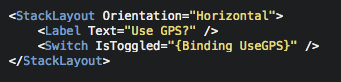 <StackLayout Orientation="Horizontal">
    <Label Text="Use GPS?" />
    <Switch IsToggled="{Binding UseGPS}" />
</StackLayout>